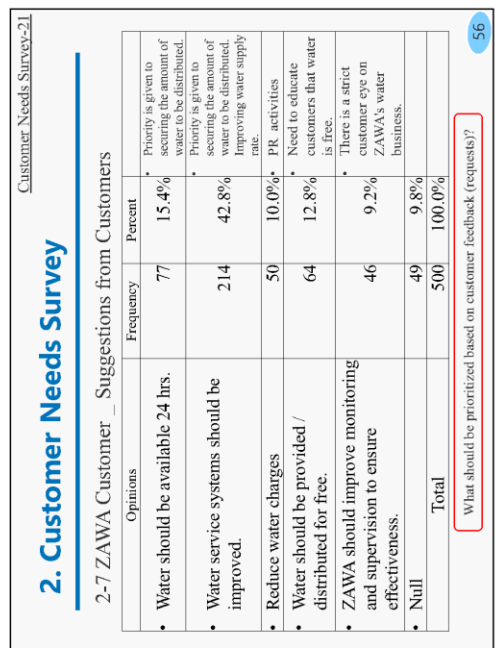 Customer Needs Survey-21
2. Customer Needs Survey
2-7 ZAWA Customer _ Suggestions from Customers
Opinions Frequency Percent
• Water should be available 24 hrs. 77 15.4% • Priority is given to
securing the amount of
water to be distributed.
• Water service systems should be
improved. 214 42.8% • Priority is given to
securing the amount of
water to be distributed.
Improving water supply
rate.
• Reduce water charges 50 10.0% • PR activities
• Water should be provided /
distributed for free. 64 12.8% • Need to educate
customers that water
is free.
• ZAWA should improve monitoring
and supervision to ensure
effectiveness. 46 9.2% • There is a strict
customer eye on
ZAWA's water
business.
• Null 49 9.8%
Total 500 100.0%
What should be prioritized based on customer feedback (requests)?
56